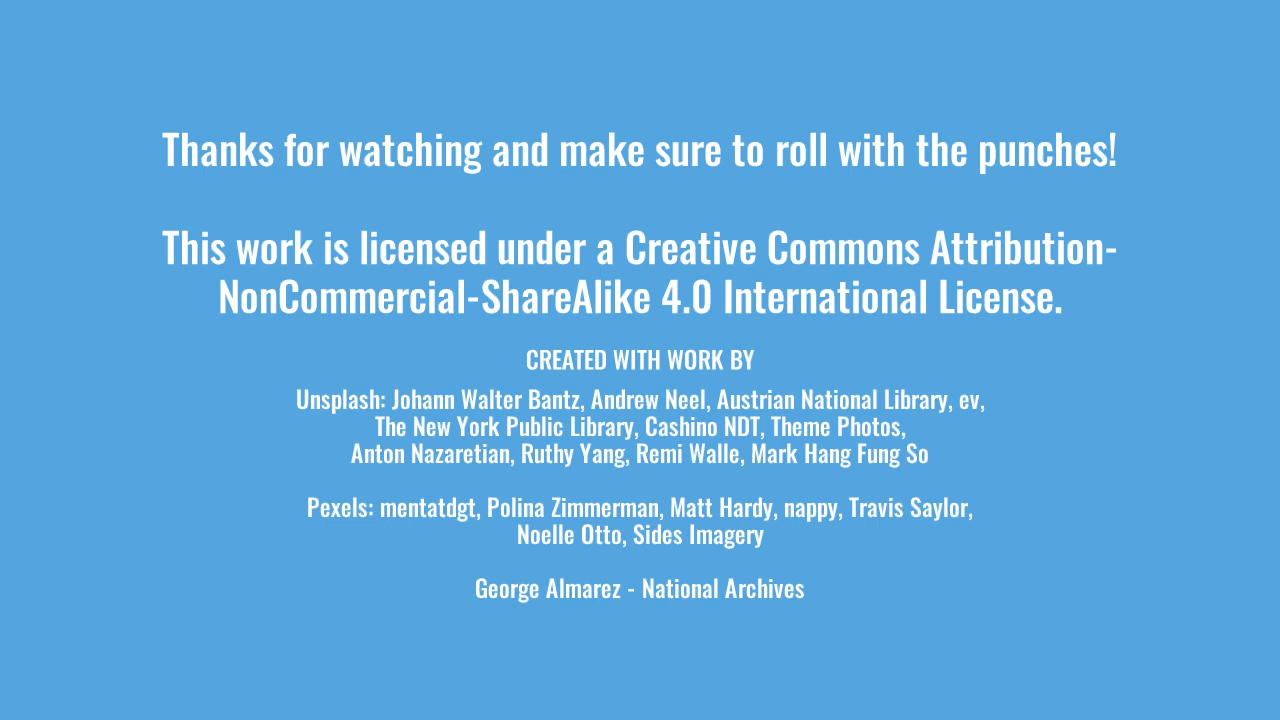 Thanks for watching and make sure to roll with the punches!
This work is licensed under a Creative Commons Attribution-
NonCommercial-ShareAlike 4.0 International License.
CREATED WITH WORK BY
Unsplash: Johann Walter Bantz, Andrew Neel, Austrian National Library, ev,
The New York Public Library, Cashino NDT, Theme Photos,
Anton Nazaretian, Ruthy Yang, Remi Walle, Mark Hang Fung So
Pexels: mentatdgt, Polina Zimmerman, Matt Hardy, nappy, Travis Saylor,
Noelle Otto, Sides Imagery
George Almarez - National Archives